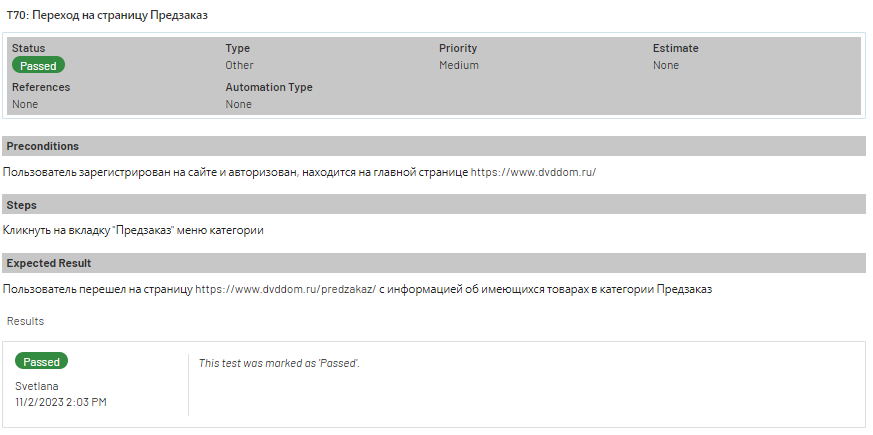 T70: Переход на страницу Предзаказ
Status Type Priority Estimate
Passed Other Medium None
References Automation Type
None None
Preconditions
Пользователь зарегистрирован на сайте и авторизован, находится на главной странице https://www.dvddom.ru/
Steps
Кликнуть на вкладку "Предзаказ" меню категории
Expected Result
Пользователь перешел на страницу https://www.dvddom.ru/predzakaz/ с информацией об имеющихся товарах в категории Предзаказ
Results
Passed This test was marked as 'Passed'.
Svetlana
11/2/2023 2:03 PM